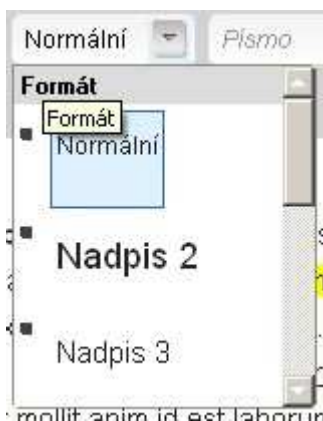 Normální Písmo
Formát
Formát
Normální
Nadpis 2
Nadpis 3
mollit anim id est laborum